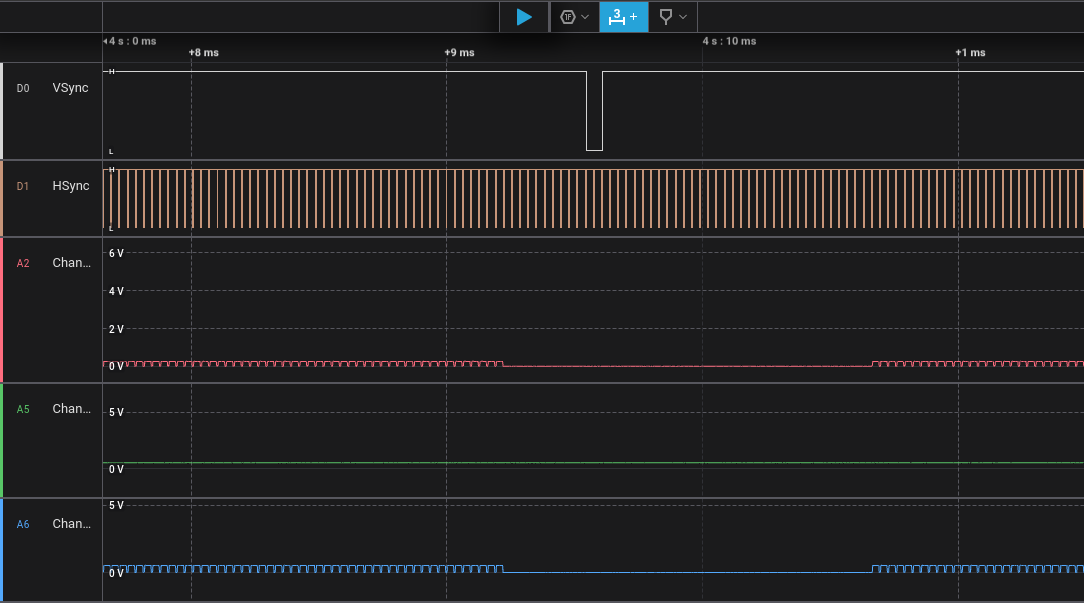 1F
3 +
4 s : 0 ms
4 s : 10 ms
+8 ms
+9 ms
+1 ms
D0 VSync
H
L
D1 HSync
H
L
A2 Chan...
6 V
4 V
2 V
0 V
A5 Chan...
5 V
0 V
A6 Chan...
5 V
0 V